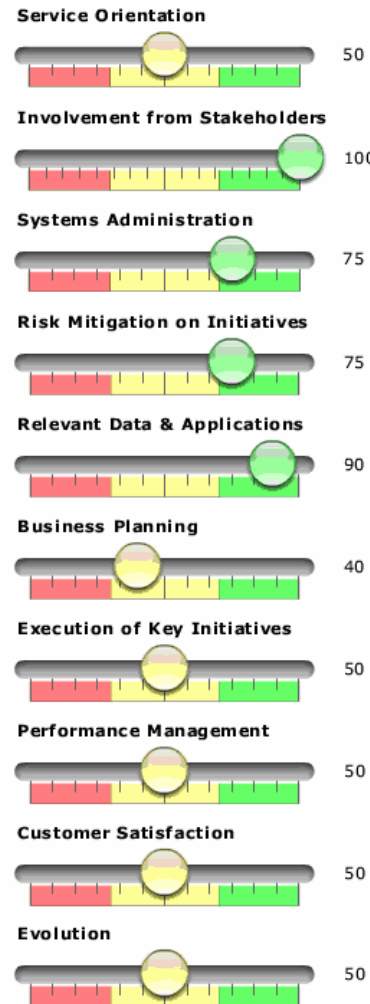 Service Orientation
50
Involvement from Stakeholders
100
Systems Administration
75
Risk Mitigation on Initiatives
75
Relevant Data & Applications
90
Business Planning
40
Execution of Key Initiatives
50
Performance Management
50
Customer Satisfaction
50
Evolution
50